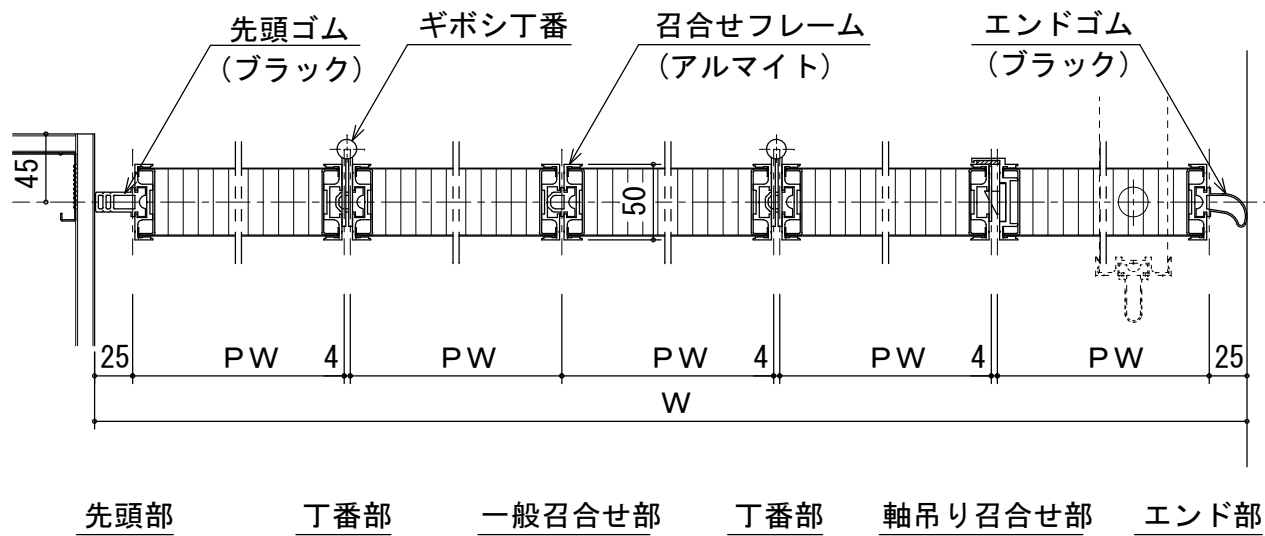 先頭ゴム
(ブラック)
ギボシ丁番
召合せフレーム
(アルマイト)
エンドゴム
(ブラック)
45
50
25
PW
4
PW
PW
4
PW
4
PW
25
W
先頭部
丁番部
一般召合せ部
丁番部
軸吊り召合せ部
エンド部